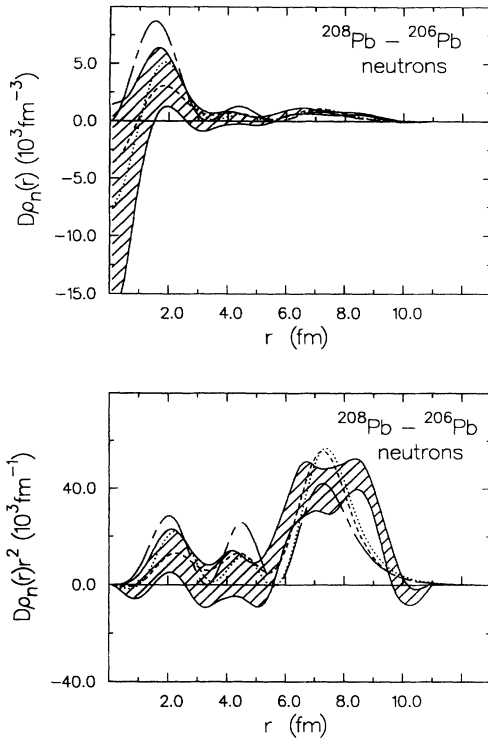 ²⁰⁸Pb – ²⁰⁶Pb
neutrons
5.0
0.0
−5.0
−10.0
−15.0
Dρₙ(r) (10³fm⁻³)
2.0 4.0 6.0 8.0 10.0
r (fm)
²⁰⁸Pb – ²⁰⁶Pb
neutrons
40.0
0.0
−40.0
Dρₙ(r)r² (10³fm⁻¹)
2.0 4.0 6.0 8.0 10.0
r (fm)